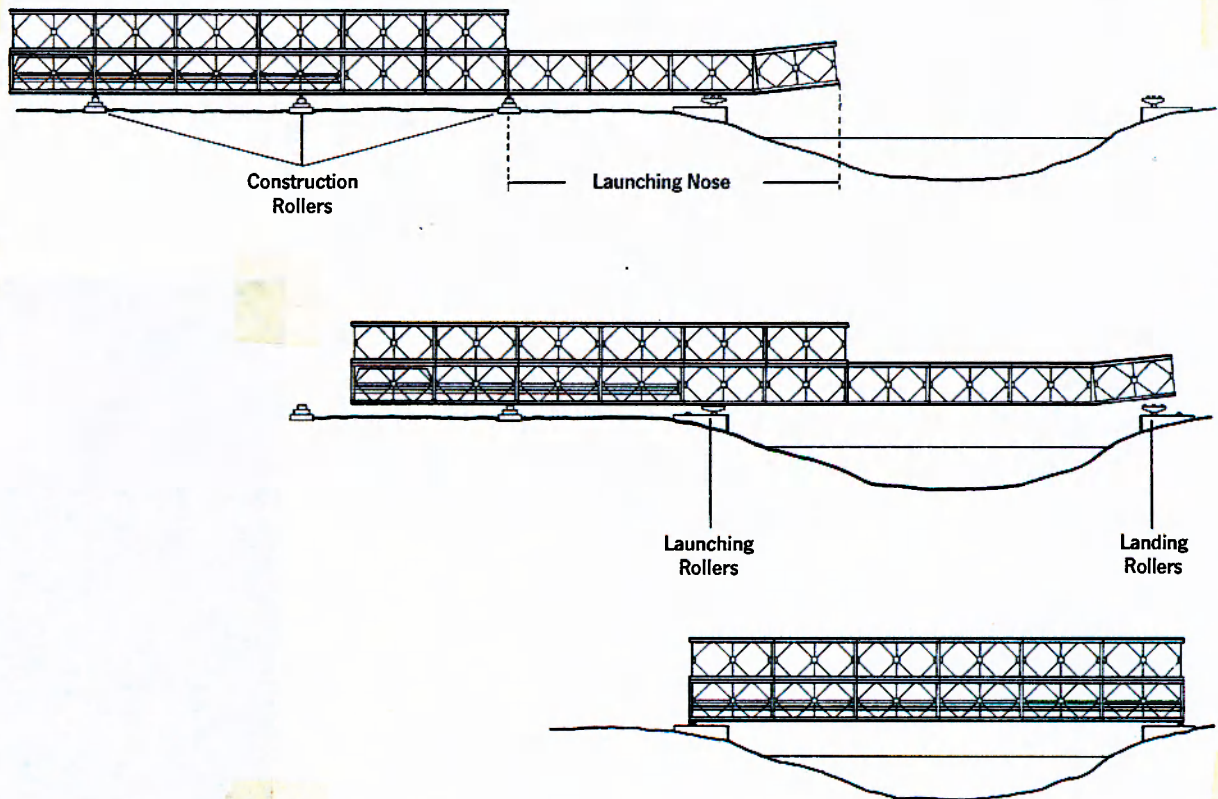 Construction
Rollers
Launching Nose
Launching
Rollers
Landing
Rollers